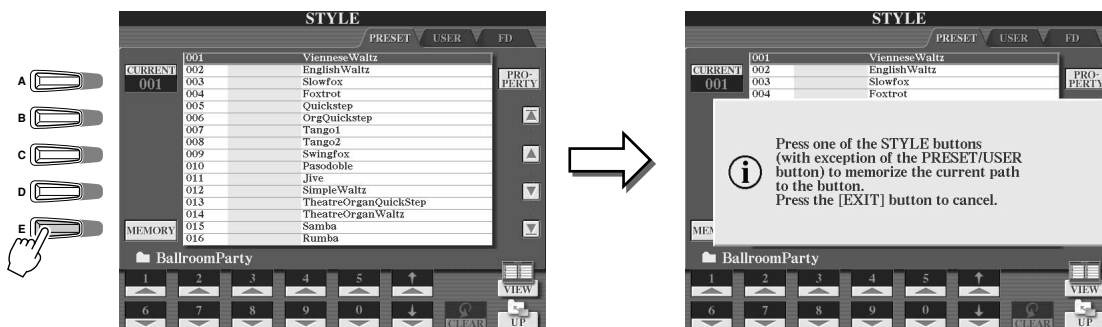 STYLE
PRESET USER FD
A
B
C
D
E
CURRENT
001
MEMORY
001 VienneseWaltz
002 EnglishWaltz
003 Slowfox
004 Foxtrot
005 Quickstep
006 OrgQuickstep
007 Tango1
008 Tango2
009 Swingfox
010 Pasodoble
011 Jive
012 SimpleWaltz
013 TheatreOrganQuickStep
014 TheatreOrganWaltz
015 Samba
016 Rumba
PRO-
PERTY
BallroomParty
1 2 3 4 5
VIEW
6 7 8 9 0
CLEAR
UP
STYLE
PRESET USER FD
CURRENT
001
001 VienneseWaltz
002 EnglishWaltz
003 Slowfox
004 Foxtrot
PRO-
PERTY
Press one of the STYLE buttons
(with exception of the PRESET/USER
button) to memorize the current path
to the button.
Press the [EXIT] button to cancel.
i
MEM
BallroomParty
1 2 3 4 5
VIEW
6 7 8 9 0
CLEAR
UP